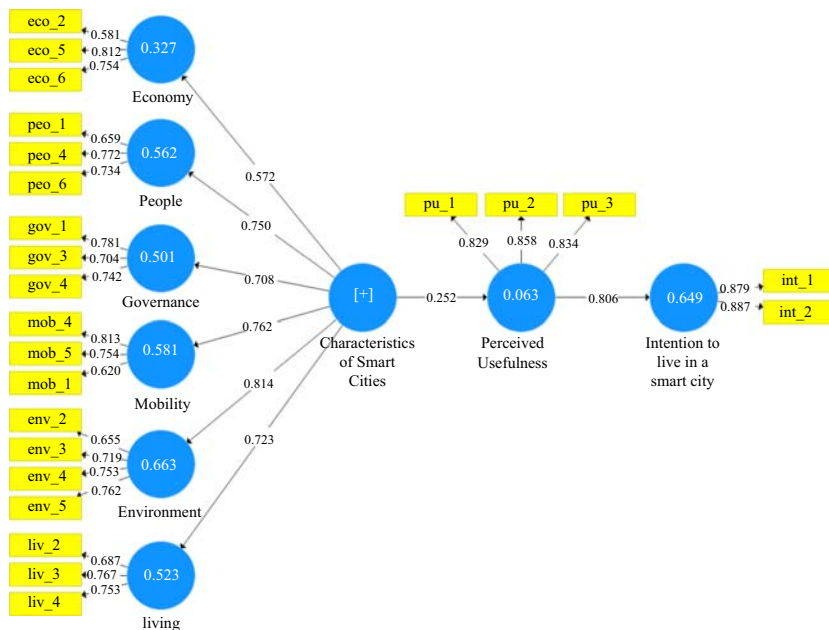 eco_2
0.581
eco_5
0.812
eco_6
0.754
0.327
Economy
peo_1
0.659
peo_4
0.772
peo_6
0.734
0.562
People
gov_1
0.781
gov_3
0.704
gov_4
0.742
0.501
Governance
mob_4
0.813
mob_5
0.754
mob_1
0.620
0.581
Mobility
env_2
0.655
env_3
0.719
env_4
0.753
env_5
0.762
0.663
Environment
liv_2
0.687
liv_3
0.767
liv_4
0.753
0.523
living
0.572
0.750
0.708
0.762
0.814
0.723
[+]
Characteristics
of Smart
Cities
0.252
pu_1
pu_2
pu_3
0.829
0.858
0.834
0.063
Perceived
Usefulness
0.806
0.649
Intention to
live in a
smart city
0.879
int_1
0.887
int_2